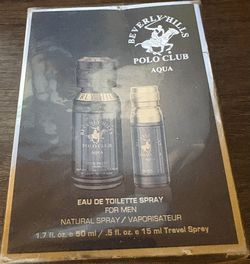 BEVERLY HILLS
POLO CLUB
AQUA
EAU DE TOILETTE SPRAY
FOR MEN
NATURAL SPRAY / VAPORISATEUR
1.7 fl. oz. e 50 ml / .5 fl. oz. e 15 ml Travel Spray